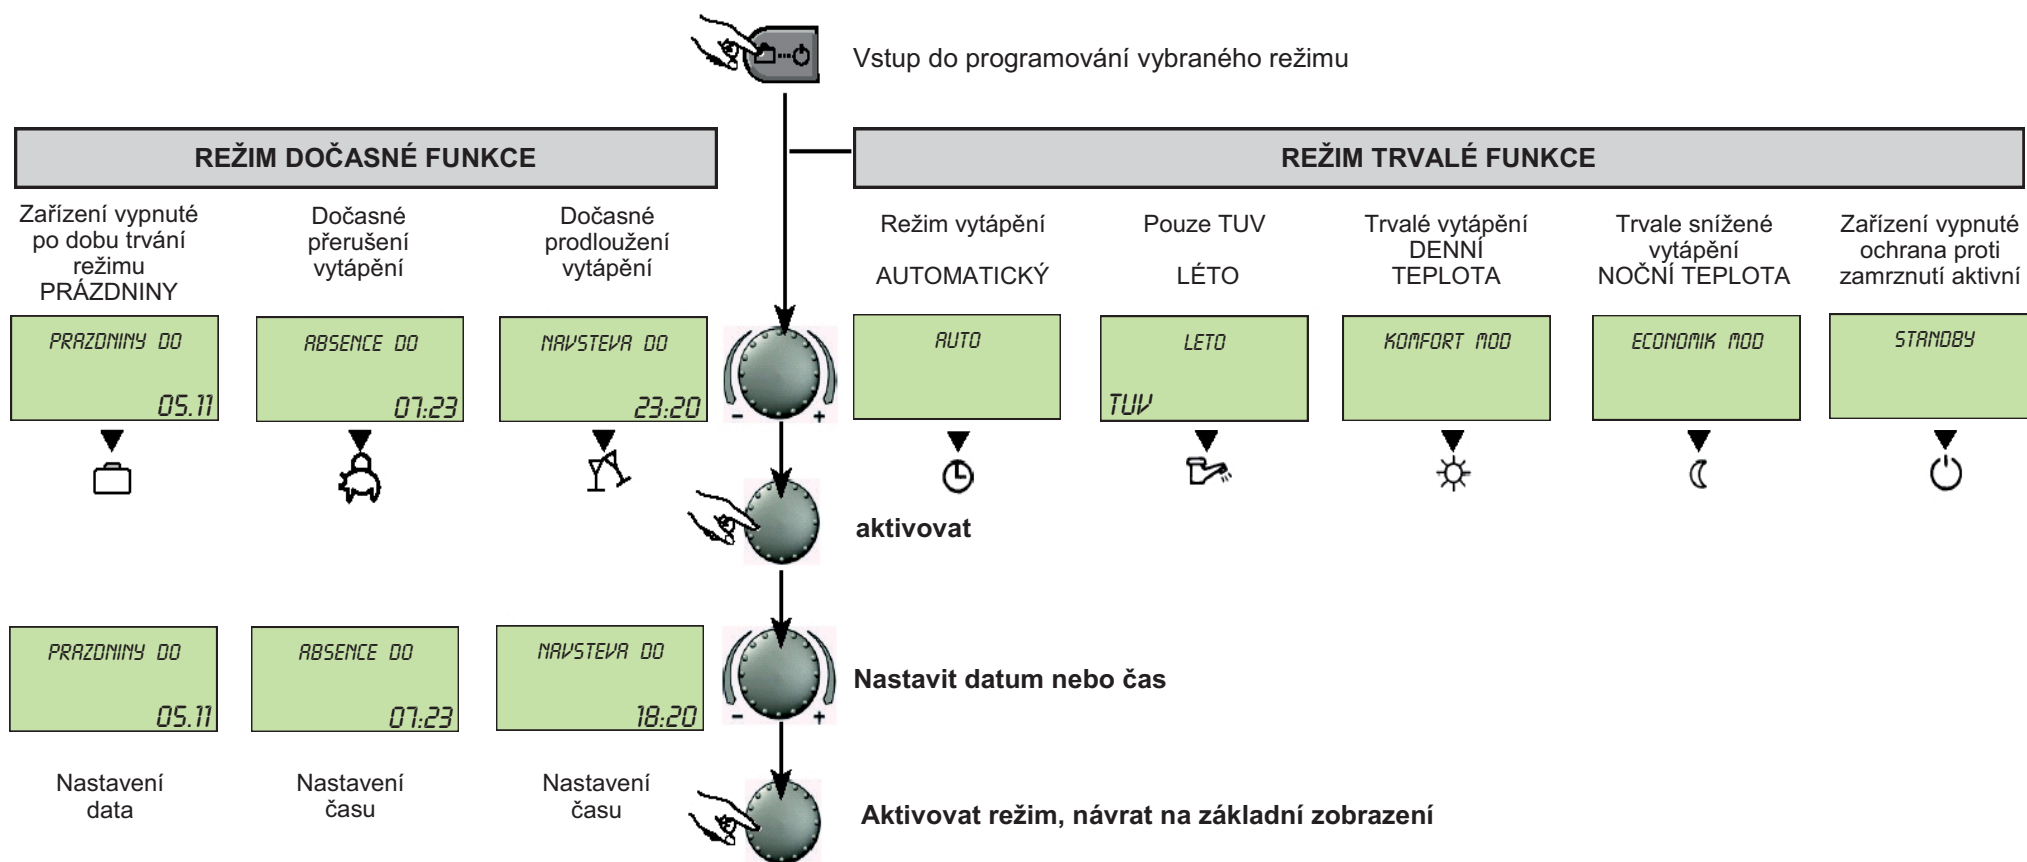 Vstup do programování vybraného režimu
REŽIM DOČASNÉ FUNKCE
REŽIM TRVALÉ FUNKCE
Zařízení vypnuté
po dobu trvání
režimu
PRÁZDNINY
Dočasné
přerušení
vytápění
Dočasné
prodloužení
vytápění
Režim vytápění
AUTOMATICKÝ
Pouze TUV
LÉTO
Trvalé vytápění
DENNÍ
TEPLOTA
Trvale snížené
vytápění
NOČNÍ TEPLOTA
Zařízení vypnuté
ochrana proti
zamrznutí aktivní
PRAZDNINY DO
05.11
ABSENCE DO
07:23
NAVSTEVA DO
23:20
- +
AUTO
LETO
TUV
KOMFORT MOD
ECONOMIK MOD
STANDBY
aktivovat
PRAZDNINY DO
05.11
ABSENCE DO
07:23
NAVSTEVA DO
18:20
- +
Nastavit datum nebo čas
Nastavení
data
Nastavení
času
Nastavení
času
Aktivovat režim, návrat na základní zobrazení